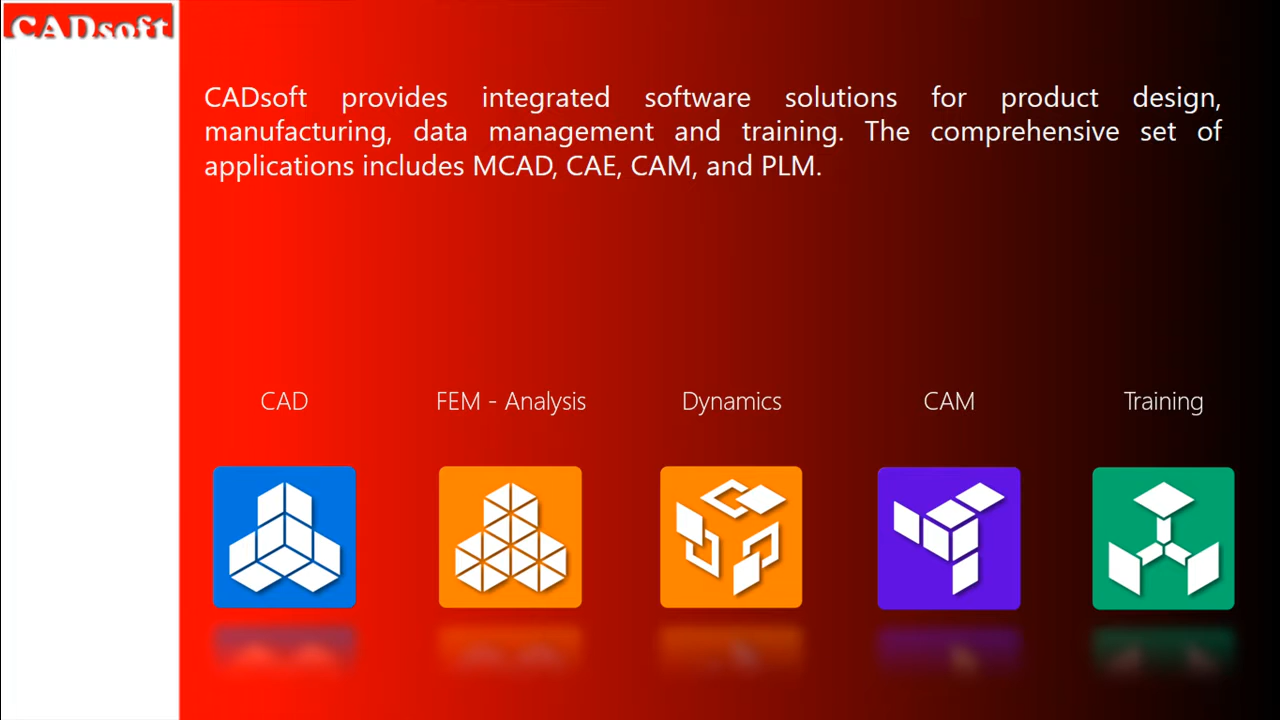 CADsoft
CADsoft provides integrated software solutions for product design,
manufacturing, data management and training. The comprehensive set of
applications includes MCAD, CAE, CAM, and PLM.
CAD
FEM - Analysis
Dynamics
CAM
Training